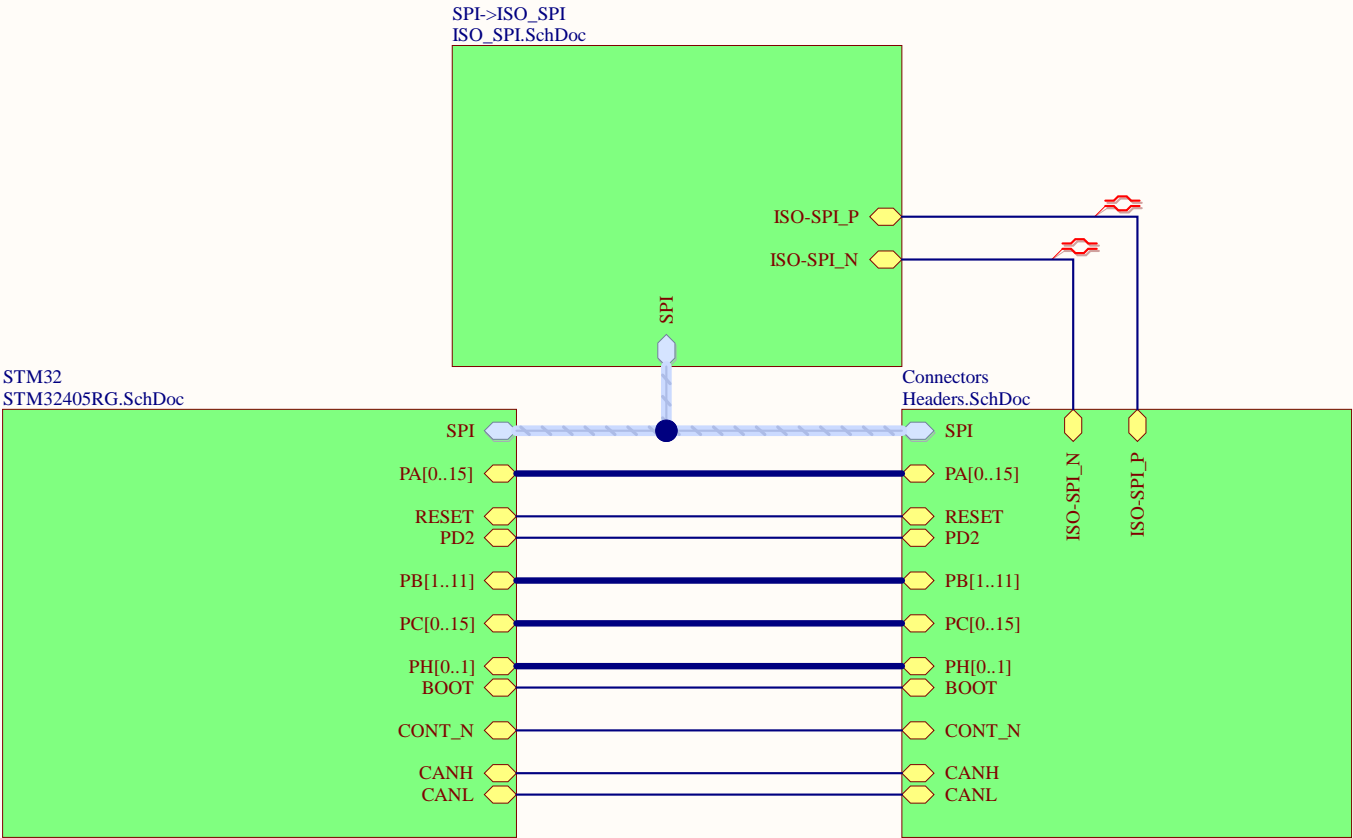 SPI->ISO_SPI
ISO_SPI.SchDoc
ISO-SPI_P
ISO-SPI_N
SPI
STM32
STM32405RG.SchDoc
Connectors
Headers.SchDoc
SPI
SPI
PA[0..15]
PA[0..15]
ISO-SPI_N
ISO-SPI_P
RESET
RESET
PD2
PD2
PB[1..11]
PB[1..11]
PC[0..15]
PC[0..15]
PH[0..1]
PH[0..1]
BOOT
BOOT
CONT_N
CONT_N
CANH
CANH
CANL
CANL